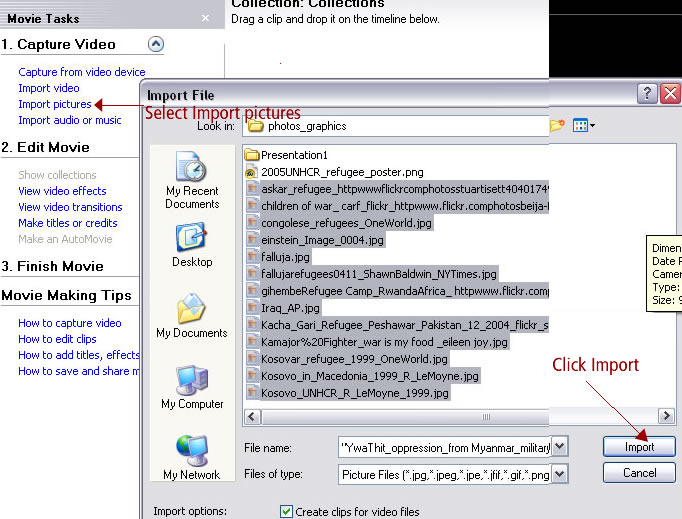 Movie Tasks
Collection: Collections
Drag a clip and drop it on the timeline below.
1. Capture Video
Capture from video device
Import video
Import pictures
Import audio or music
Select Import pictures
2. Edit Movie
Show collections
View video effects
View video transitions
Make titles or credits
Make an AutoMovie
3. Finish Movie
Movie Making Tips
How to capture video
How to edit clips
How to add titles, effects
How to save and share m
Import File
Look in: photos_graphics
My Recent Documents
Desktop
My Documents
My Computer
My Network
Presentation1
2005UNHCR_refugee_poster.png
askar_refugee_httpwwwflickrcomphotosstuartisett4040174
children of war_ carf_flickr_httpwww.flickr.comphotosbeija-
congolese_refugees_OneWorld.jpg
einstein_Image_0004.jpg
falluja.jpg
fallujarefugees0411_ShawnBaldwin_NYTimes.jpg
gihembeRefugee Camp_RwandaAfrica_ httpwww.flickr.com
Iraq_AP.jpg
Kacha_Gari_Refugee_Peshawar_Pakistan_12_2004_flickr_s
Kamajor%20Fighter_war is my food _eileen joy.jpg
Kosovar_refugee_1999_OneWorld.jpg
Kosovo_in_Macedonia_1999_R_LeMoyne.jpg
Kosovo_UNHCR_R_LeMoyne_1999.jpg
Dimen
Date P
Camer
Type:
Size: 9
Click Import
File name: "YwaThit_oppression_from Myanmar_military
Import
Files of type: Picture Files (*.jpg,*.jpeg,*.jpe,*.jfif,*.gif,*.png
Cancel
Import options:
Create clips for video files